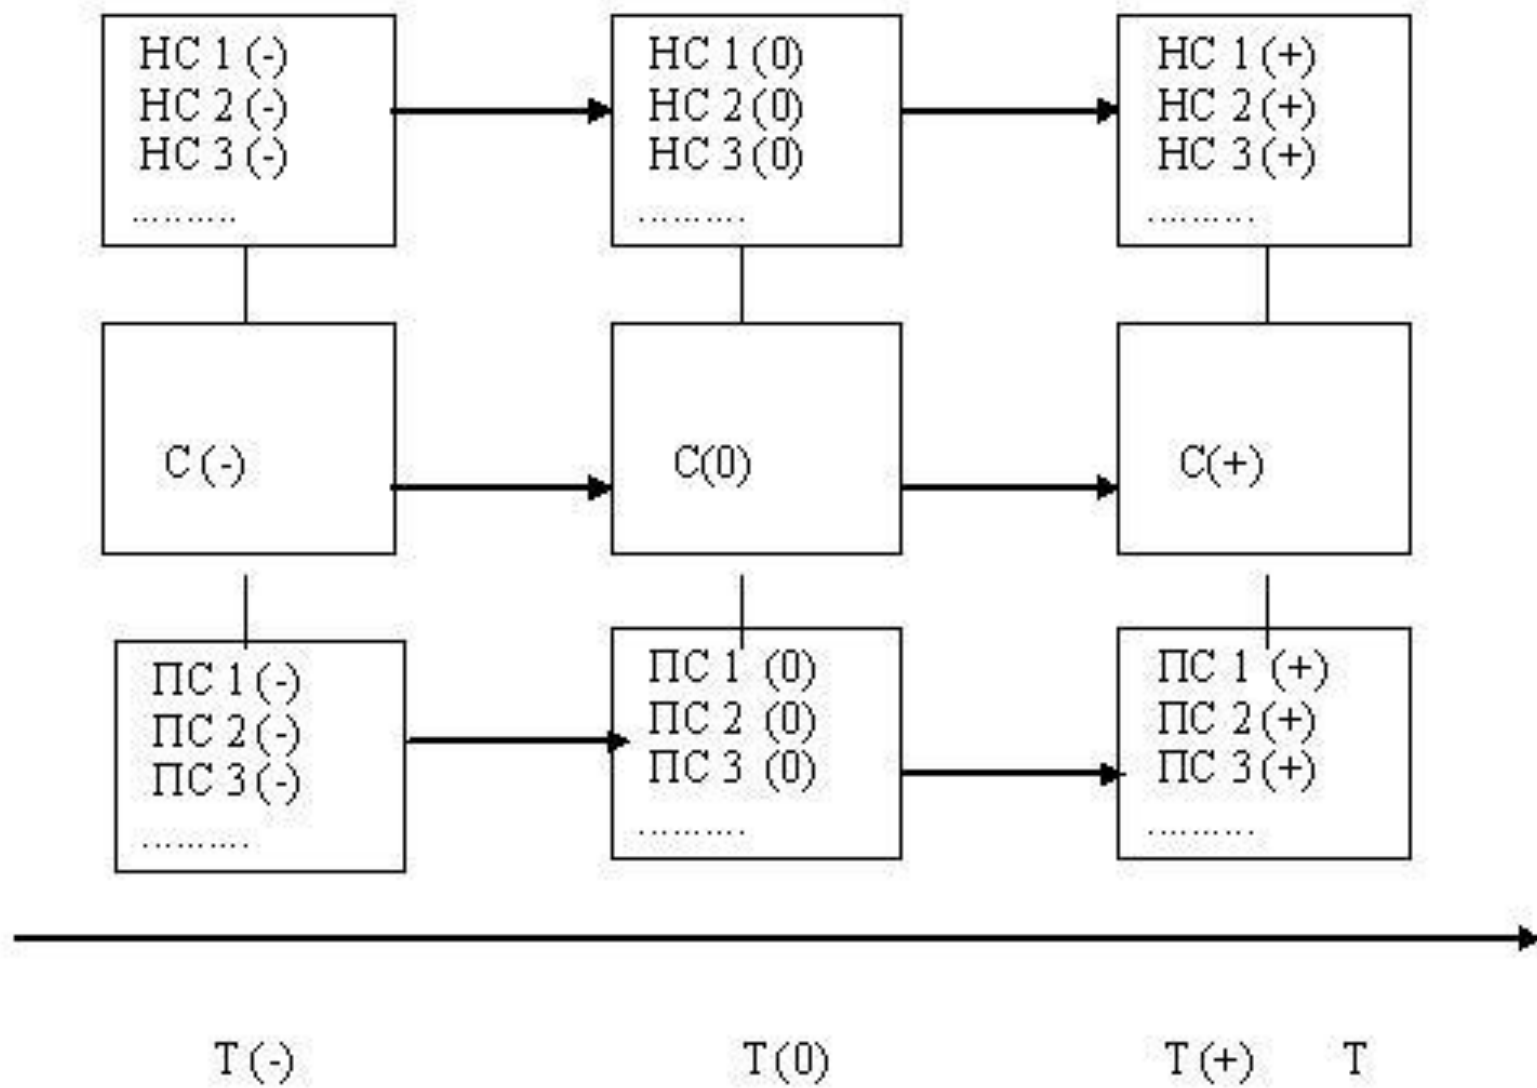 НС 1 (-)
НС 2 (-)
НС 3 (-)
..........
НС 1 (0)
НС 2 (0)
НС 3 (0)
..........
НС 1 (+)
НС 2 (+)
НС 3 (+)
..........
С (-)
С(0)
С(+)
ПС 1 (-)
ПС 2 (-)
ПС 3 (-)
..........
ПС 1 (0)
ПС 2 (0)
ПС 3 (0)
..........
ПС 1 (+)
ПС 2 (+)
ПС 3 (+)
..........
Т (-) Т (0) Т (+) Т